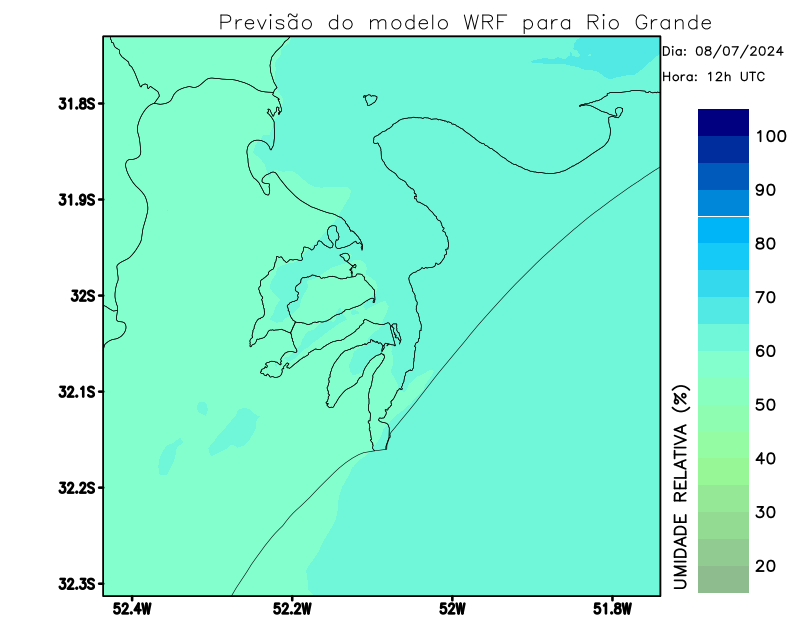 Previsão do modelo WRF para Rio Grande
Dia: 08/07/2024
Hora: 12h UTC
31.8S
31.9S
32S
32.1S
32.2S
32.3S
52.4W
52.2W
52W
51.8W
100
90
80
70
60
50
40
30
20
UMIDADE RELATIVA (%)